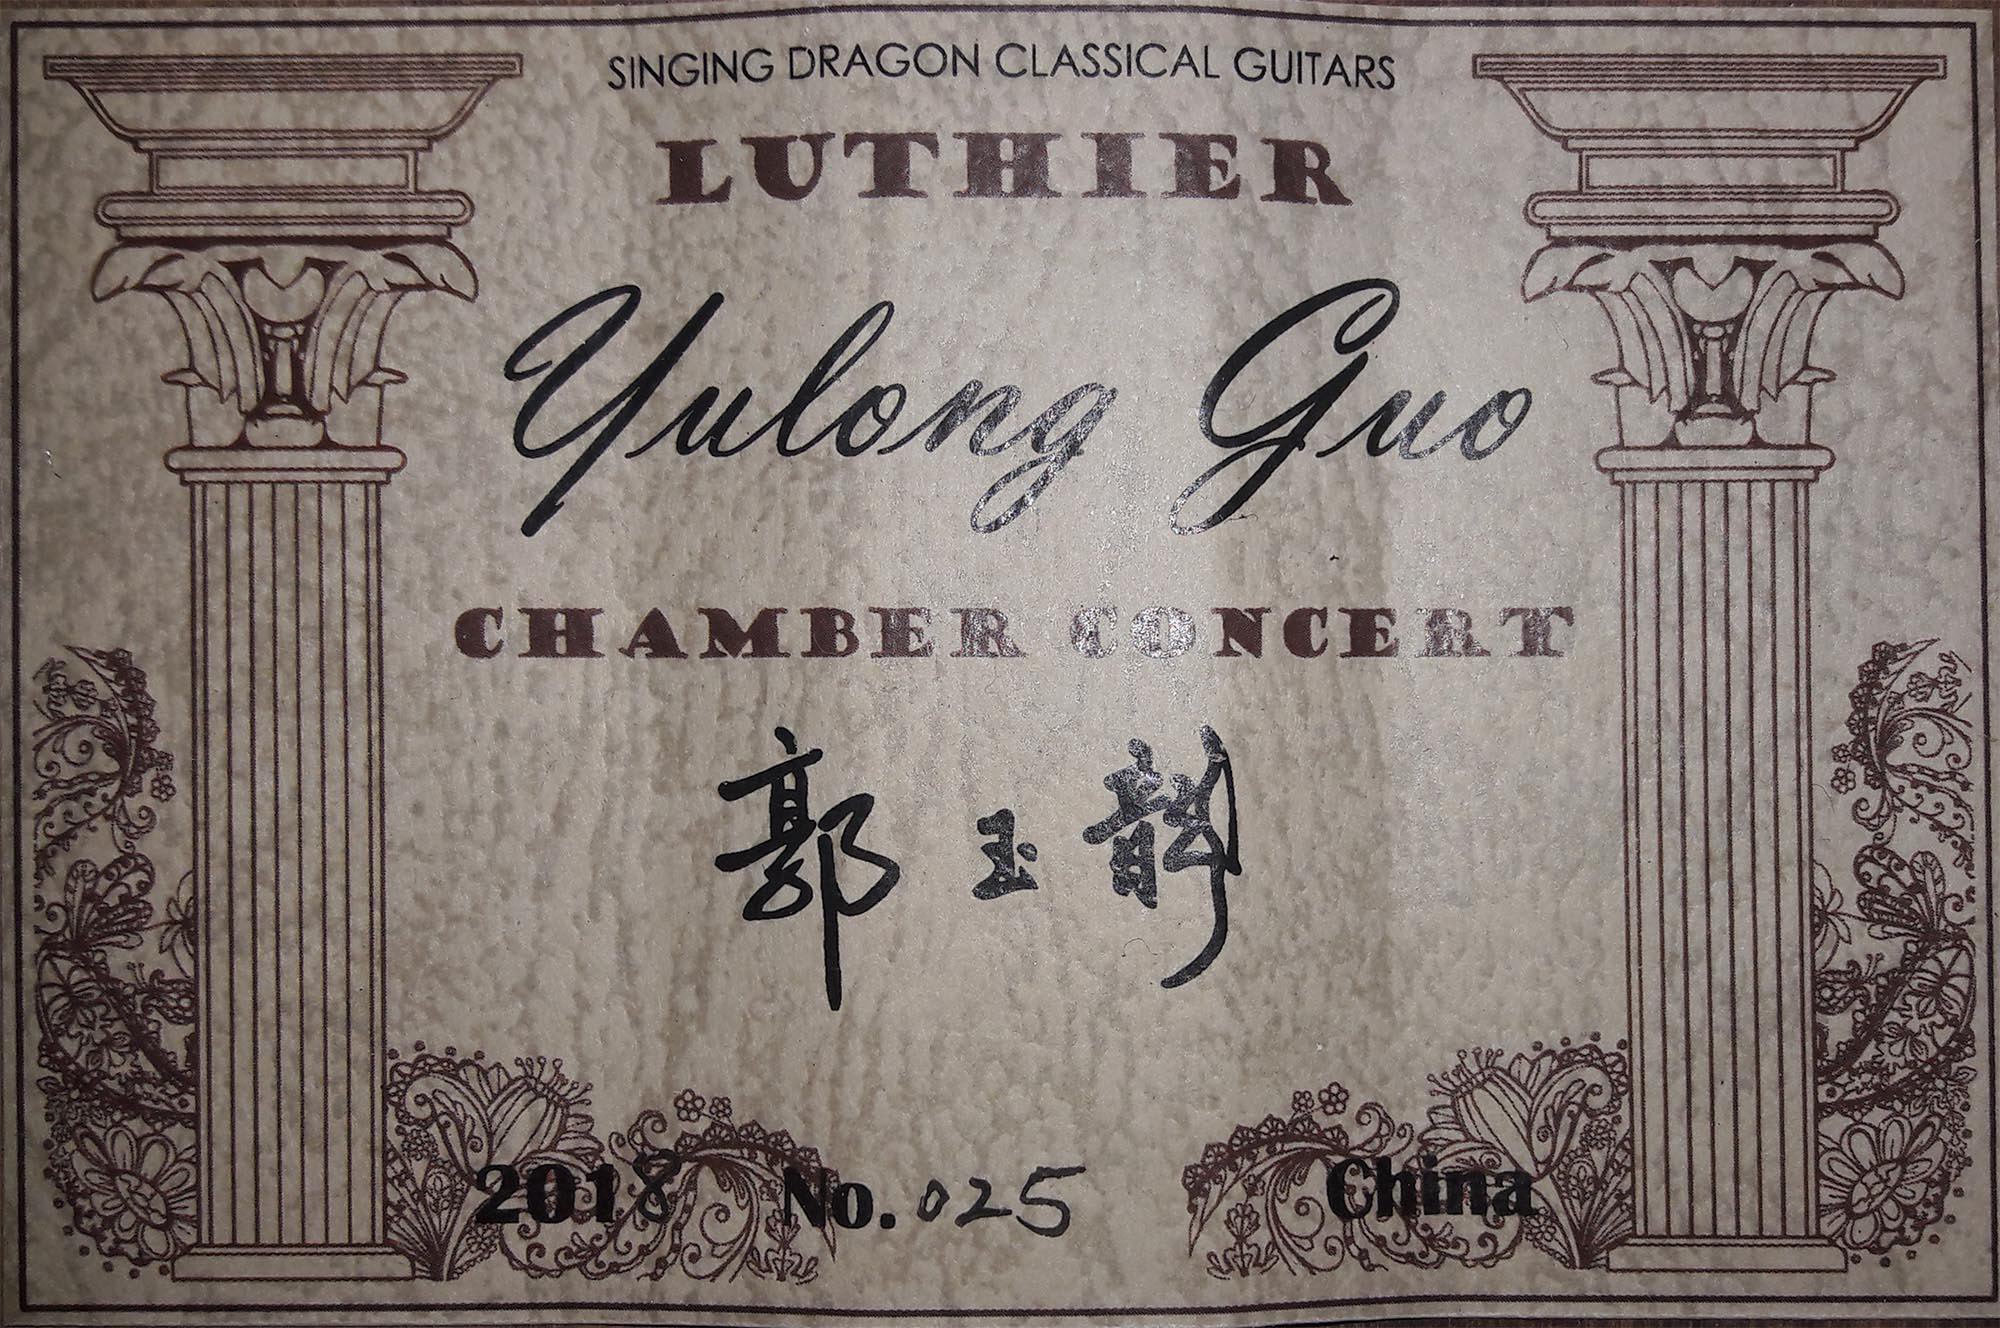 SINGING DRAGON CLASSICAL GUITARS
LUTHIER
Yulong Guo
CHAMBER CONCERT
郭玉龍
2018 No. 025 China